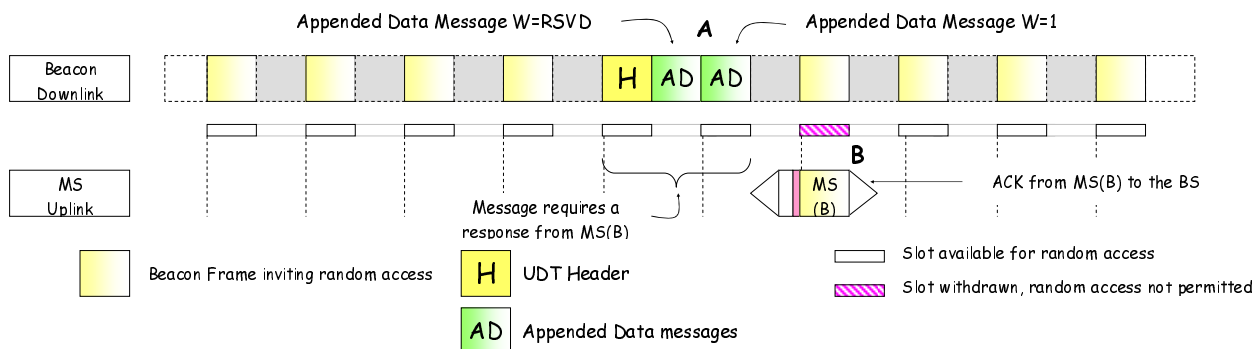 Appended Data Message W=RSVD
A
Appended Data Message W=1
Beacon
Downlink
H
AD
AD
B
MS
Uplink
MS
(B)
ACK from MS(B) to the BS
Message requires a
response from MS(B)
Beacon Frame inviting random access
H
UDT Header
Slot available for random access
Slot withdrawn, random access not permitted
AD
Appended Data messages